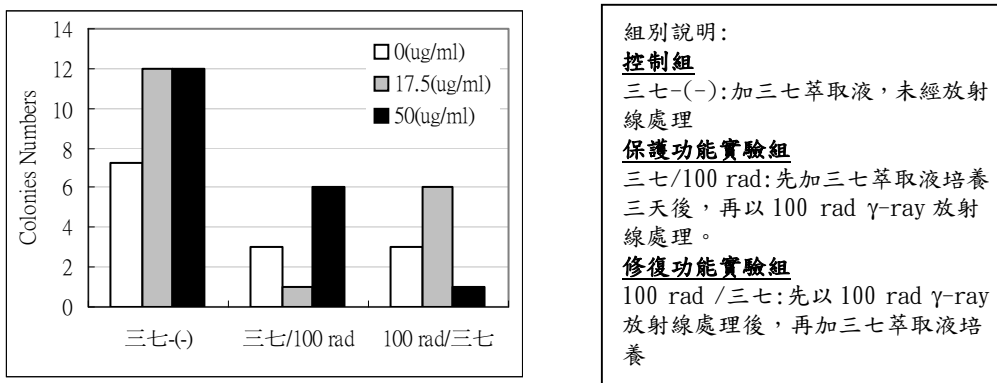 14
12
10
8
6
4
2
0
Colonies Numbers
0(ug/ml)
17.5(ug/ml)
50(ug/ml)
三七-(-)
三七/100 rad
100 rad/三七
組別說明:
控制組
三七-(-):加三七萃取液，未經放射
線處理
保護功能實驗組
三七/100 rad:先加三七萃取液培養
三天後，再以 100 rad γ-ray 放射
線處理。
修復功能實驗組
100 rad /三七:先以 100 rad γ-ray
放射線處理後，再加三七萃取液培
養